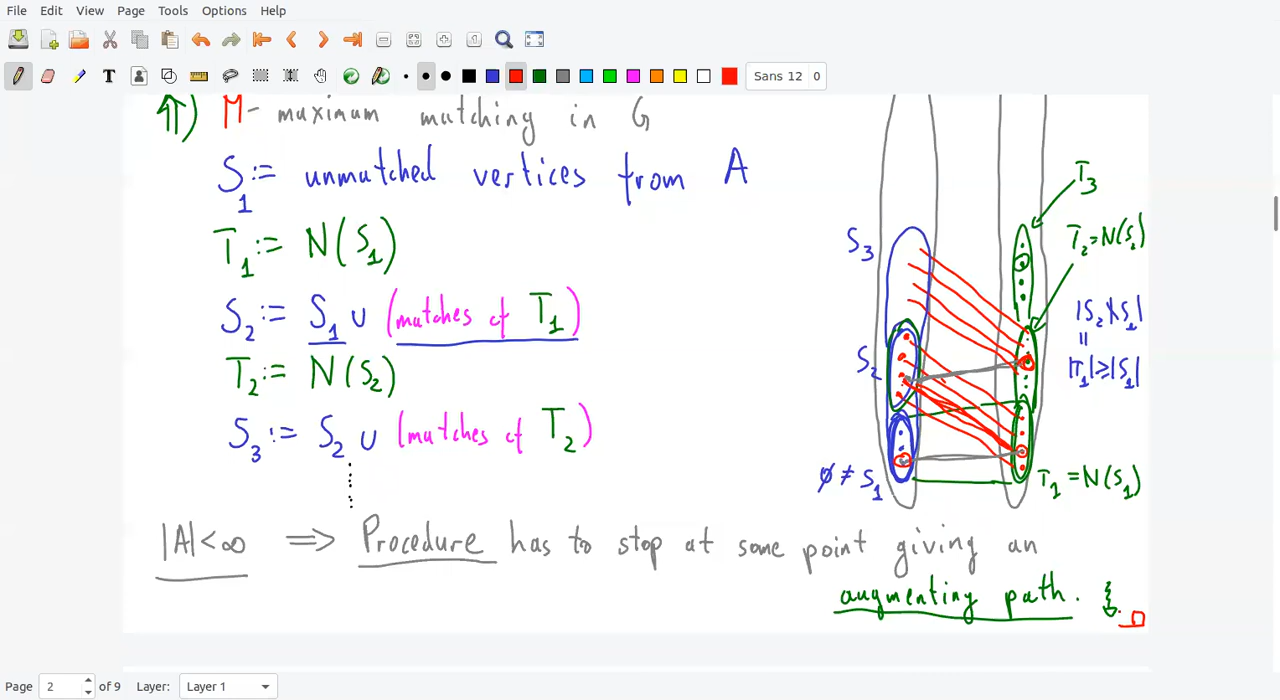 File Edit View Page Tools Options Help
Sans 12 0
⇑) M- maximum matching in G
S₁ := unmatched vertices from A
T₁ := N(S₁)
S₂ := S₁ ∪ (matches of T₁)
T₂ := N(S₂)
S₃ := S₂ ∪ (matches of T₂)
T₃
S₃
T₂=N(S₂)
|S₂\S₁|
=
|T₁|≥|S₁|
S₂
∅ ≠ S₁
T₁ = N(S₁)
|A|<∞ ⟹ Procedure has to stop at some point giving an
augmenting path.
Page 2 of 9 Layer: Layer 1